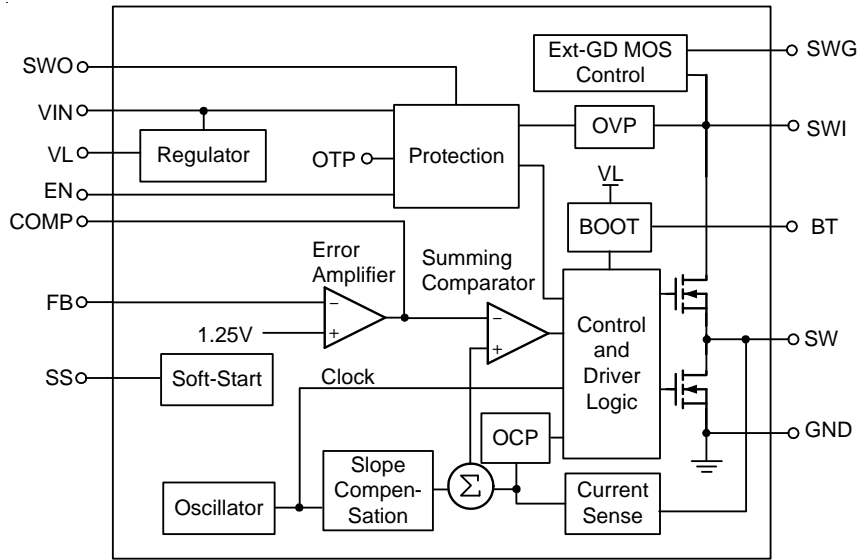 Ext-GD MOS
Control
SWG
SWO
VIN
OVP
SWI
VL
Regulator
OTP
Protection
EN
VL
COMP
BOOT
BT
Error
Amplifier
Summing
Comparator
FB
−
−
1.25V
+
+
Control
and
Driver
Logic
SW
SS
Soft-Start
Clock
OCP
GND
Slope
Compen-
Sation
Σ
Oscillator
Current
Sense